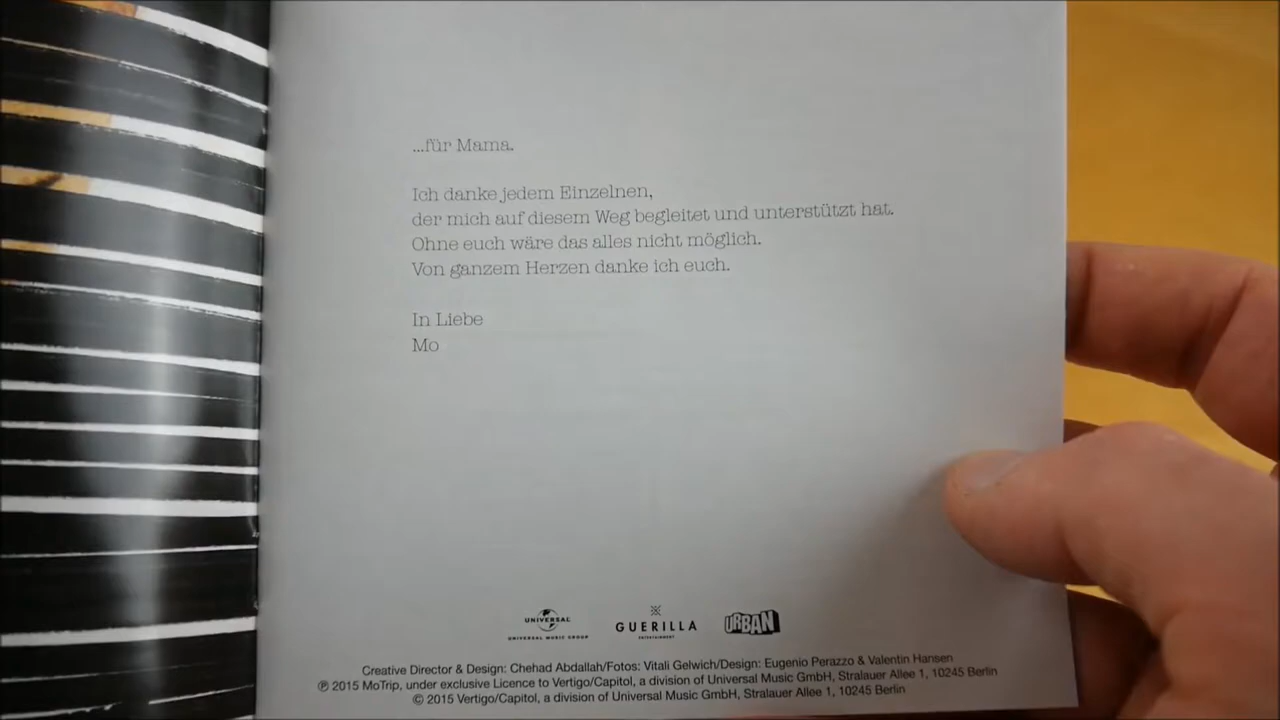 ...für Mama.
Ich danke jedem Einzelnen,
der mich auf diesem Weg begleitet und unterstützt hat.
Ohne euch wäre das alles nicht möglich.
Von ganzem Herzen danke ich euch.
In Liebe
Mo
UNIVERSAL
UNIVERSAL MUSIC GROUP
GUERILLA
ENTERTAINMENT
URBAN
Creative Director & Design: Chehad Abdallah/Fotos: Vitali Gelwich/Design: Eugenio Perazzo & Valentin Hansen
℗ 2015 MoTrip, under exclusive Licence to Vertigo/Capitol, a division of Universal Music GmbH, Stralauer Allee 1, 10245 Berlin
© 2015 Vertigo/Capitol, a division of Universal Music GmbH, Stralauer Allee 1, 10245 Berlin